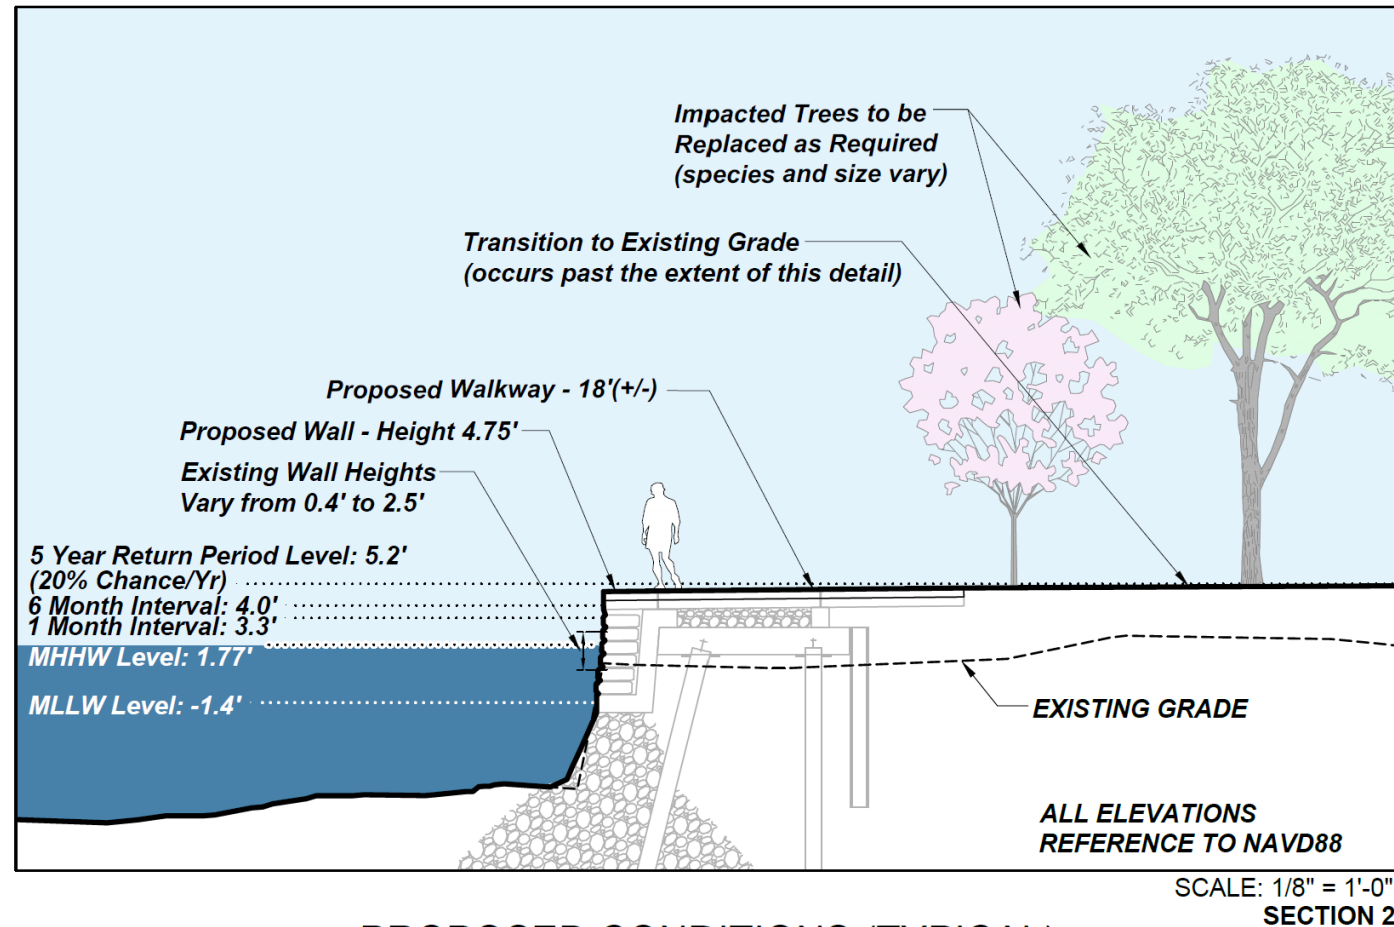 Impacted Trees to be
Replaced as Required
(species and size vary)
Transition to Existing Grade
(occurs past the extent of this detail)
Proposed Walkway - 18'(+/-)
Proposed Wall - Height 4.75'
Existing Wall Heights
Vary from 0.4' to 2.5'
5 Year Return Period Level: 5.2'
(20% Chance/Yr)
6 Month Interval: 4.0'
1 Month Interval: 3.3'
MHHW Level: 1.77'
MLLW Level: -1.4'
EXISTING GRADE
ALL ELEVATIONS
REFERENCE TO NAVD88
SCALE: 1/8" = 1'-0"
SECTION 2
PROPOSED CONDITIONS (TYPICAL)